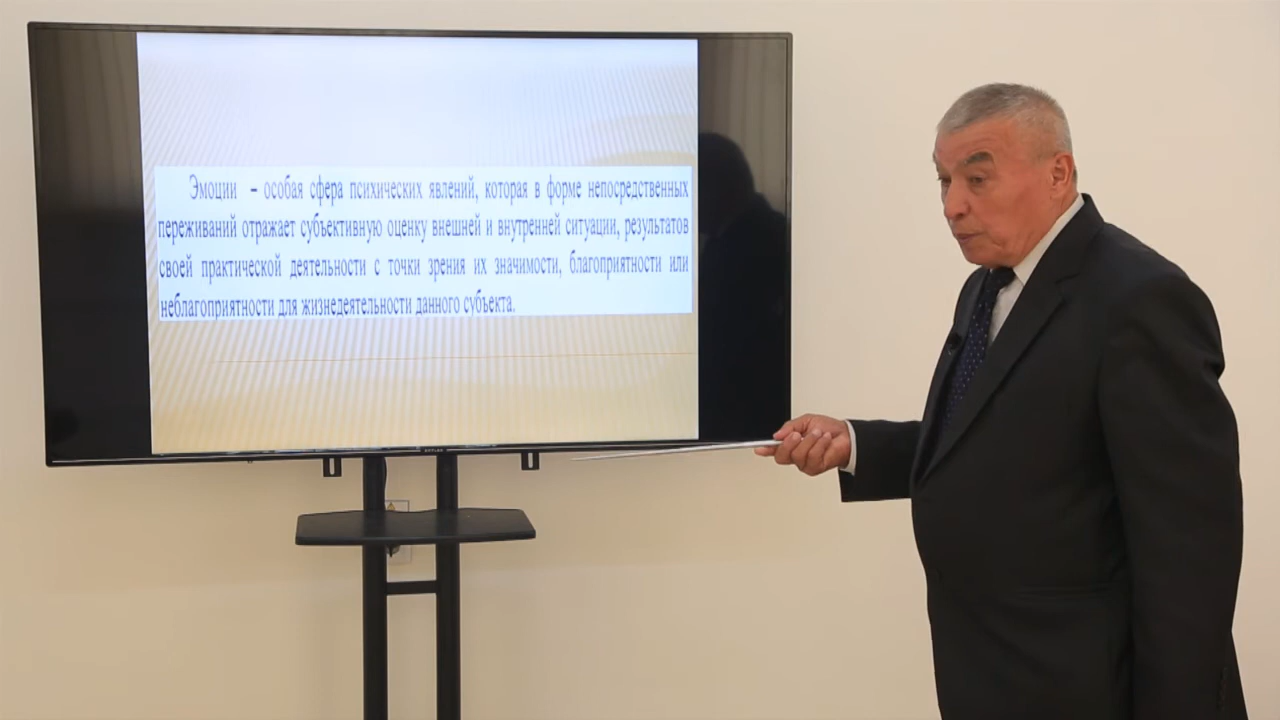 Эмоции – особая сфера психических явлений, которая в форме непосредственных
переживаний отражает субъективную оценку внешней и внутренней ситуации, результатов
своей практической деятельности с точки зрения их значимости, благоприятности или
неблагоприятности для жизнедеятельности данного субъекта.